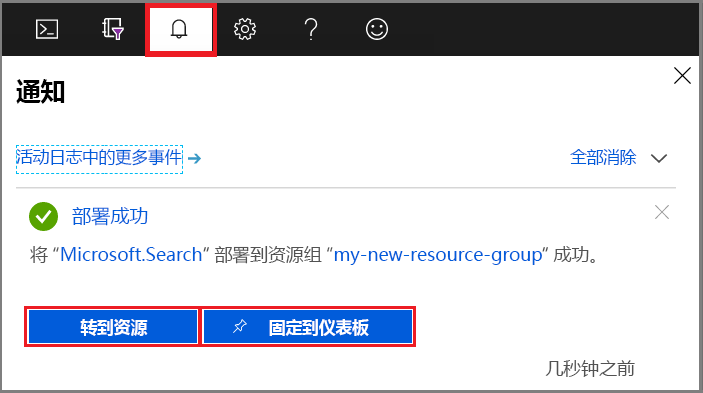 通知
活动日志中的更多事件
全部消除
部署成功
将 “Microsoft.Search” 部署到资源组 “my-new-resource-group” 成功。
转到资源
固定到仪表板
几秒钟之前